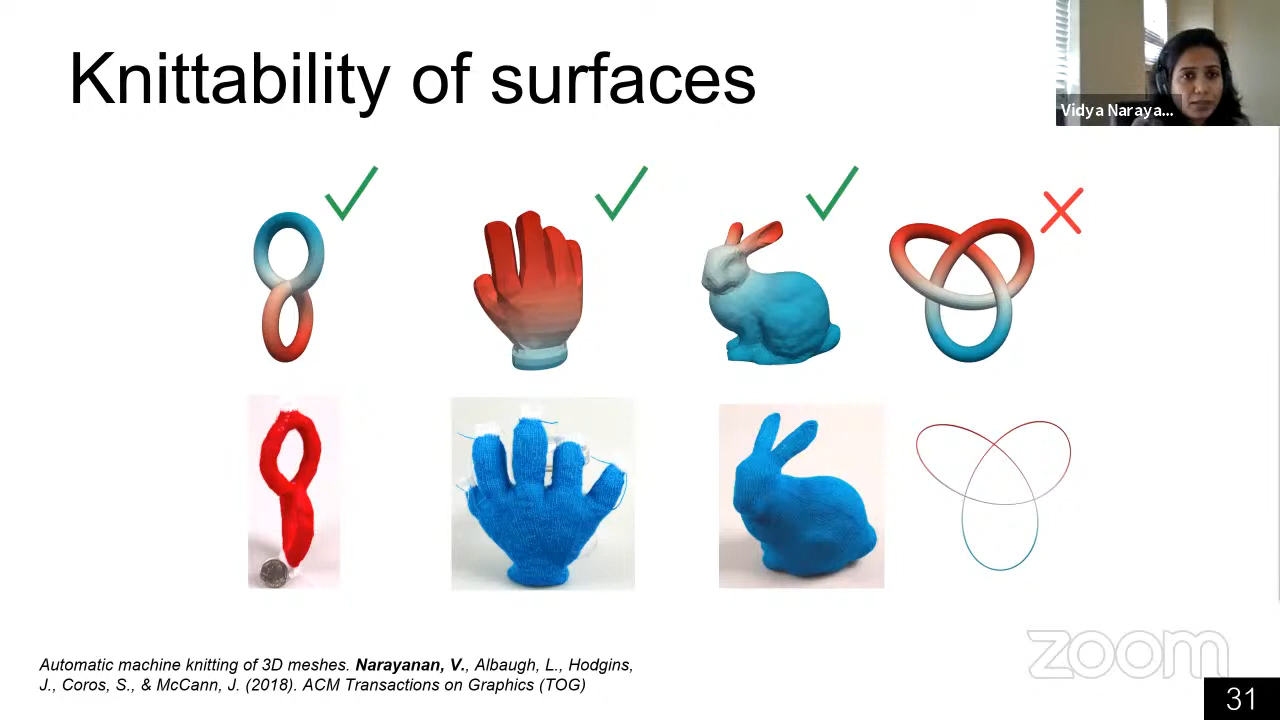 Knittability of surfaces
Vidya Naraya...
Automatic machine knitting of 3D meshes. Narayanan, V., Albaugh, L., Hodgins,
J., Coros, S., & McCann, J. (2018). ACM Transactions on Graphics (TOG)
zoom
31